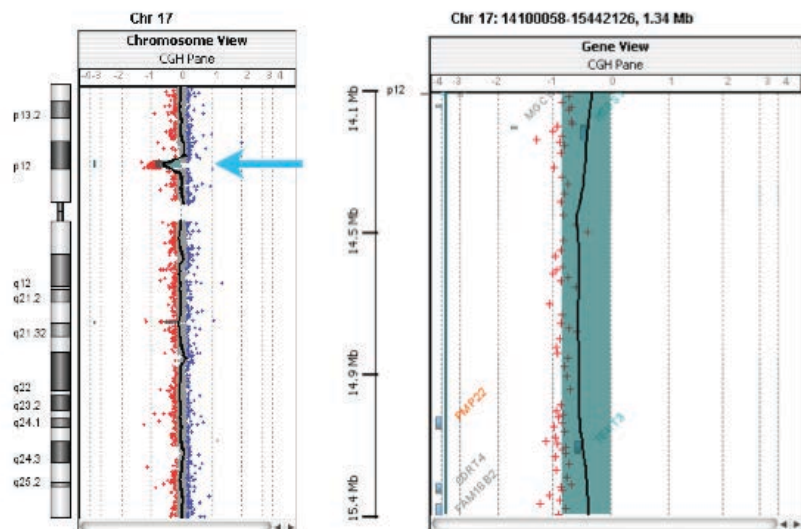 Chr 17
Chromosome View
CGH Pane
-4-3 -2 -1 0 1 2 3 4
p13.2
p12
q12
q21.2
q21.32
q22
q23.2
q24.1
q24.3
q25.2
Chr 17: 14100058-15442126, 1.34 Mb
Gene View
CGH Pane
-4 -3 -2 -1 0 1 2 3 4
p12
14.1 Mb
14.5 Mb
14.9 Mb
15.4 Mb
PMP22
FAM18B2